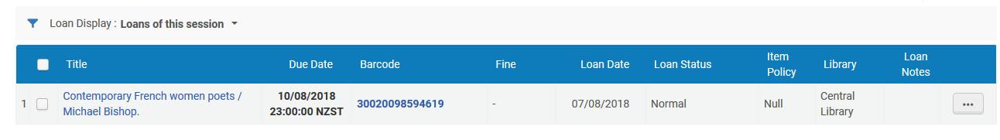 Loan Display : Loans of this session
Title Due Date Barcode Fine Loan Date Loan Status Item Policy Library Loan Notes
1 Contemporary French women poets / 10/08/2018 30020098594619 - 07/08/2018 Normal Null Central
Michael Bishop. 23:00:00 NZST Library
...